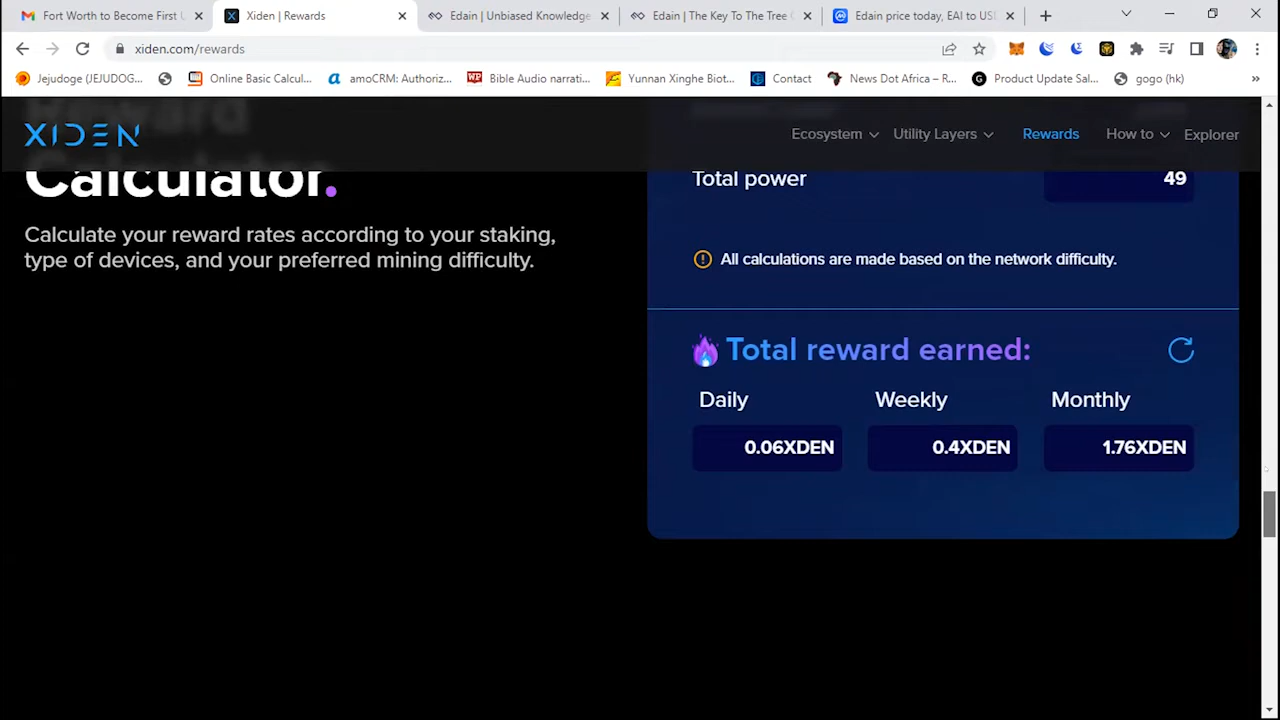 Fort Worth to Become First U
Xiden | Rewards
Edain | Unbiased Knowledge
Edain | The Key To The Tree
Edain price today, EAI to US
xiden.com/rewards
Jejudoge (JEJUDOG...
Online Basic Calcul...
amoCRM: Authoriz...
Bible Audio narrati...
Yunnan Xinghe Biot...
Contact
News Dot Africa – R...
Product Update Sal...
gogo (hk)
XIDEN
Ecosystem
Utility Layers
Rewards
How to
Explorer
Reward
Calculator.
Calculate your reward rates according to your staking,
type of devices, and your preferred mining difficulty.
Total power
49
All calculations are made based on the network difficulty.
Total reward earned:
Daily
Weekly
Monthly
0.06XDEN
0.4XDEN
1.76XDEN